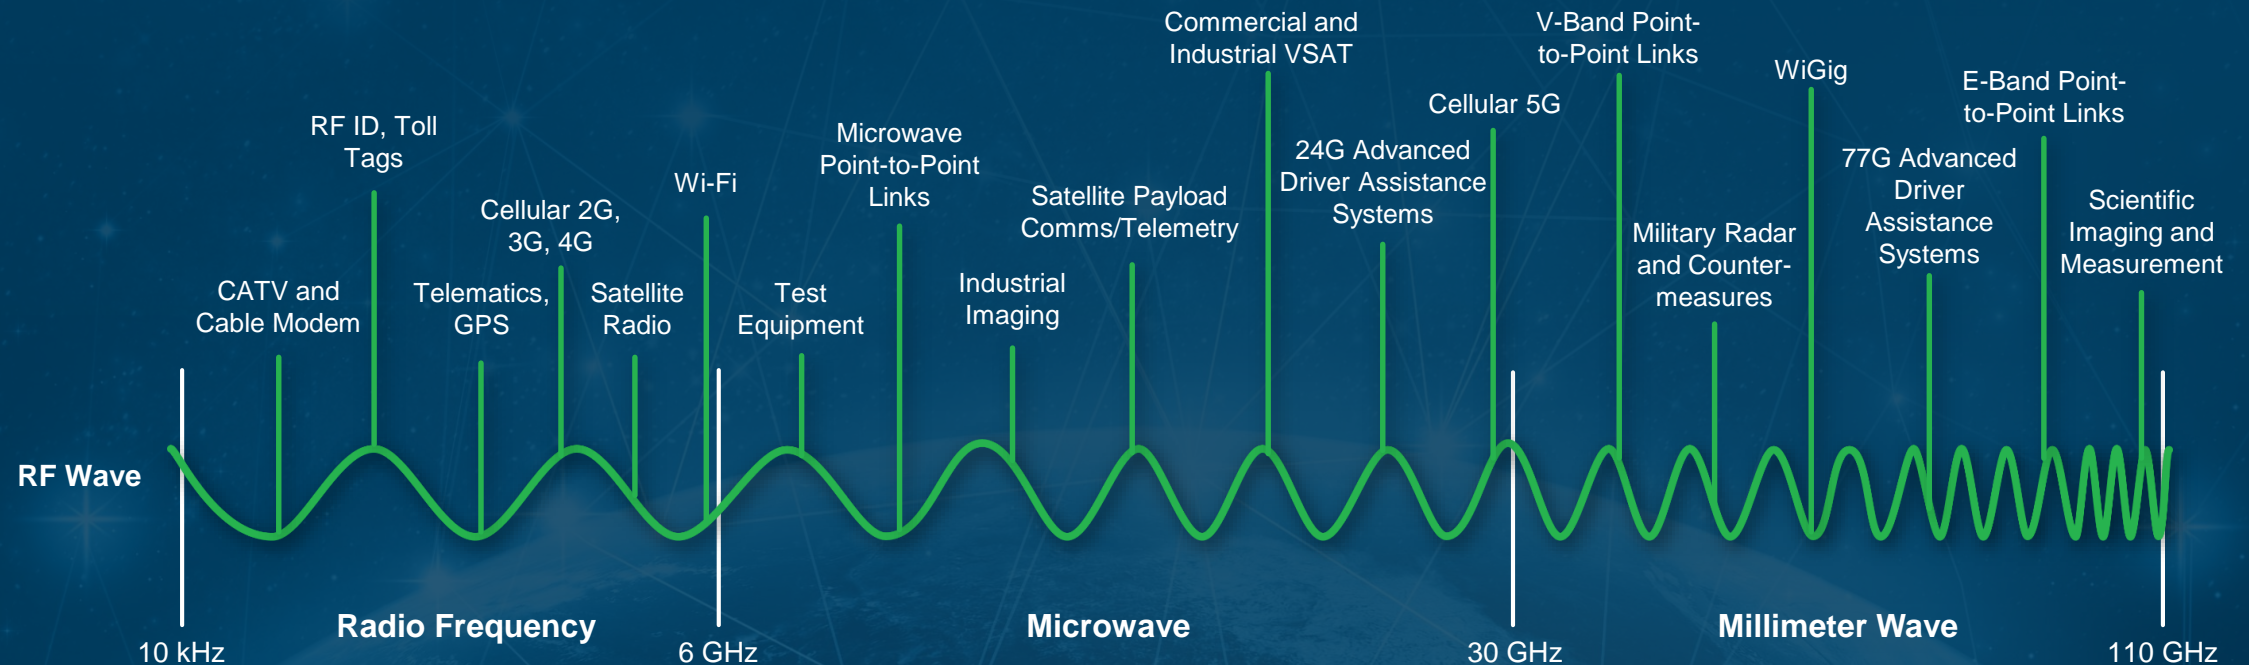 Commercial and
Industrial VSAT
V-Band Point-
to-Point Links
WiGig
E-Band Point-
to-Point Links
Cellular 5G
RF ID, Toll
Tags
Microwave
Point-to-Point
Links
24G Advanced
Driver Assistance
Systems
77G Advanced
Driver
Assistance
Systems
Wi-Fi
Cellular 2G,
3G, 4G
Satellite Payload
Comms/Telemetry
Scientific
Imaging and
Measurement
Military Radar
and Counter-
measures
CATV and
Cable Modem
Telematics,
GPS
Satellite
Radio
Test
Equipment
Industrial
Imaging
RF Wave
Radio Frequency
Microwave
Millimeter Wave
10 kHz
6 GHz
30 GHz
110 GHz